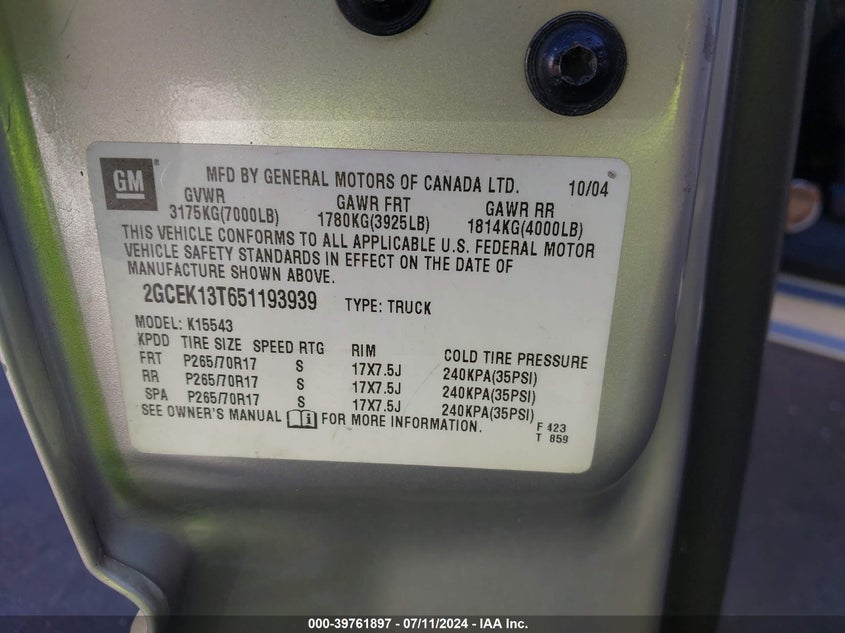 GM® MFD BY GENERAL MOTORS OF CANADA LTD. 10/04
GVWR GAWR FRT GAWR RR
3175KG(7000LB) 1780KG(3925LB) 1814KG(4000LB)
THIS VEHICLE CONFORMS TO ALL APPLICABLE U.S. FEDERAL MOTOR
VEHICLE SAFETY STANDARDS IN EFFECT ON THE DATE OF
MANUFACTURE SHOWN ABOVE.
2GCEK13T651193939 TYPE: TRUCK
MODEL: K15543
KPDD TIRE SIZE SPEED RTG RIM COLD TIRE PRESSURE
FRT P265/70R17 S 17X7.5J 240KPA(35PSI)
RR P265/70R17 S 17X7.5J 240KPA(35PSI)
SPA P265/70R17 S 17X7.5J 240KPA(35PSI)
SEE OWNER'S MANUAL FOR MORE INFORMATION. F 423
T 859
000-39761897 - 07/11/2024 - IAA Inc.